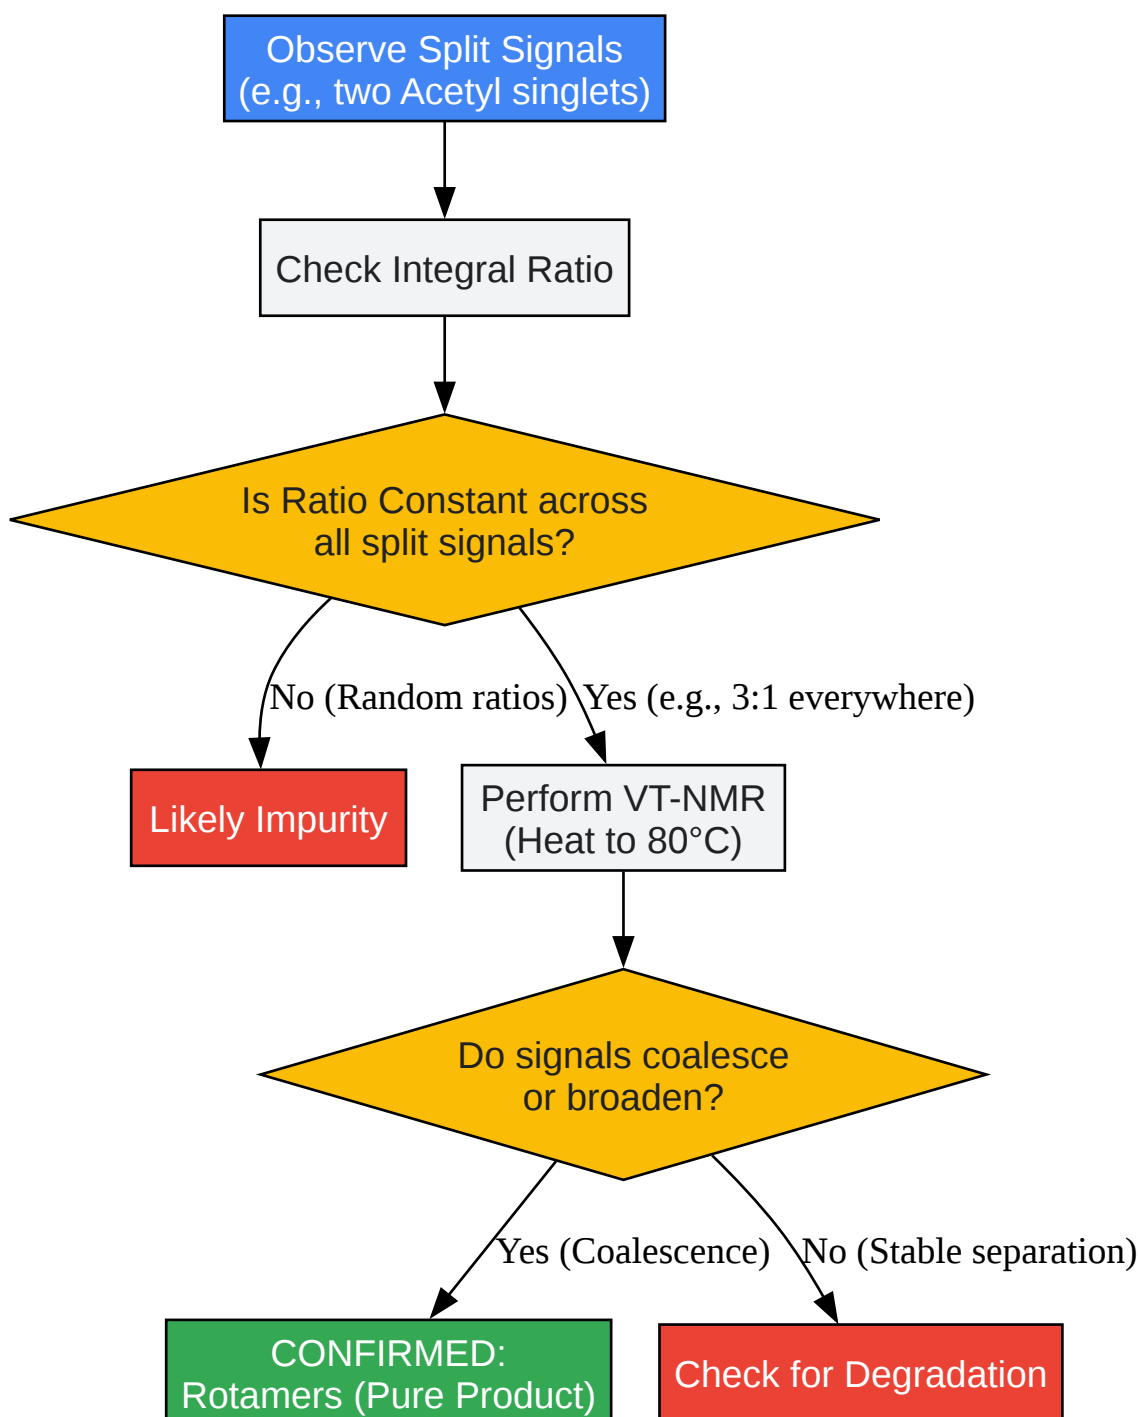 Observe Split Signals
(e.g., two Acetyl singlets)
Check Integral Ratio
Is Ratio Constant across
all split signals?
No (Random ratios)
Yes (e.g., 3:1 everywhere)
Likely Impurity
Perform VT-NMR
(Heat to 80°C)
Do signals coalesce
or broaden?
Yes (Coalescence)
No (Stable separation)
CONFIRMED:
Rotamers (Pure Product)
Check for Degradation